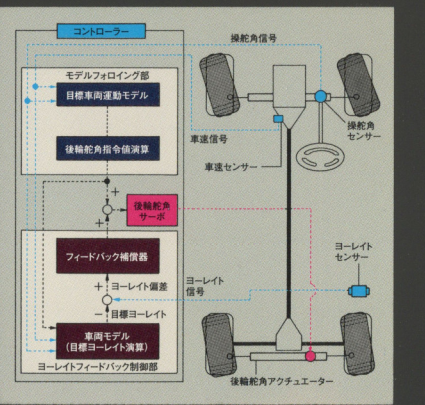 コントローラー
モデルフォロイング部
目標車両運動モデル
後輪舵角指令値演算
+
+
後輪舵角
サーボ
フィードバック補償器
+
ヨーレイト偏差
−
目標ヨーレイト
車両モデル
(目標ヨーレイト演算)
ヨーレイトフィードバック制御部
操舵角信号
操舵角
センサー
車速信号
車速センサー
ヨーレイト
信号
ヨーレイト
センサー
後輪舵角アクチュエーター